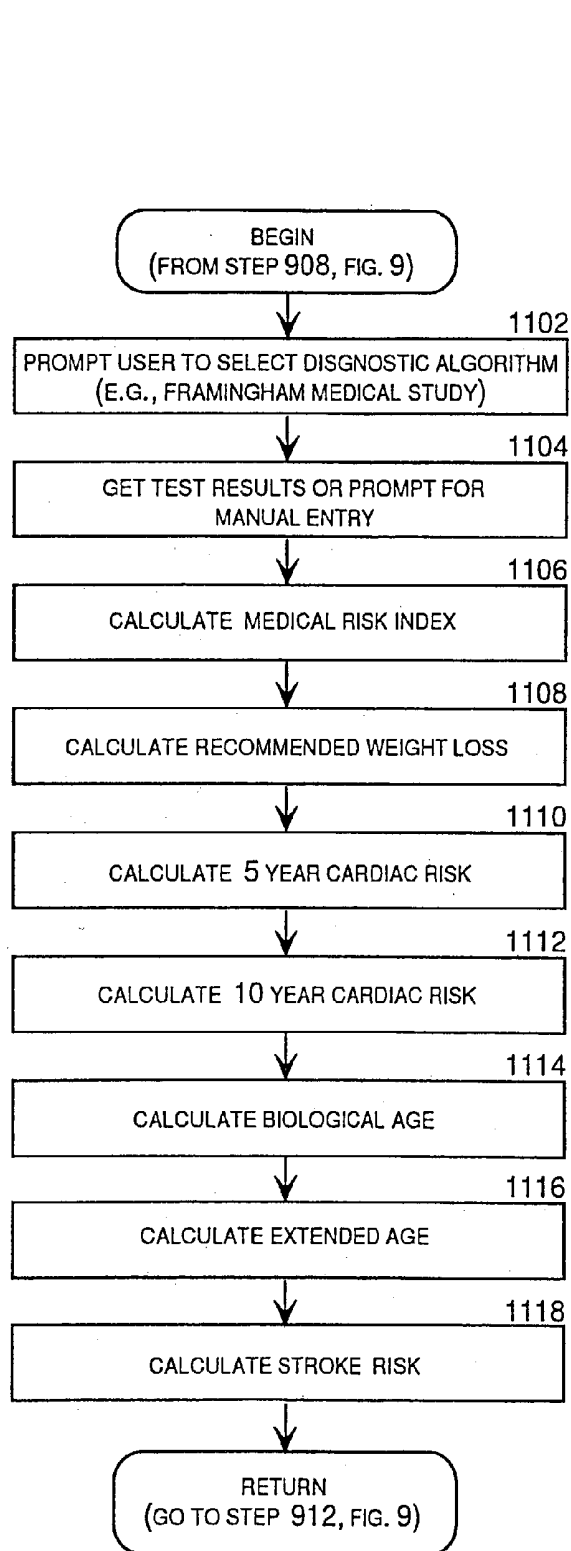 BEGIN
(FROM STEP 908, FIG. 9)
1102
PROMPT USER TO SELECT DISGNOSTIC ALGORITHM
(E.G., FRAMINGHAM MEDICAL STUDY)
1104
GET TEST RESULTS OR PROMPT FOR
MANUAL ENTRY
1106
CALCULATE MEDICAL RISK INDEX
1108
CALCULATE RECOMMENDED WEIGHT LOSS
1110
CALCULATE 5 YEAR CARDIAC RISK
1112
CALCULATE 10 YEAR CARDIAC RISK
1114
CALCULATE BIOLOGICAL AGE
1116
CALCULATE EXTENDED AGE
1118
CALCULATE STROKE RISK
RETURN
(GO TO STEP 912, FIG. 9)